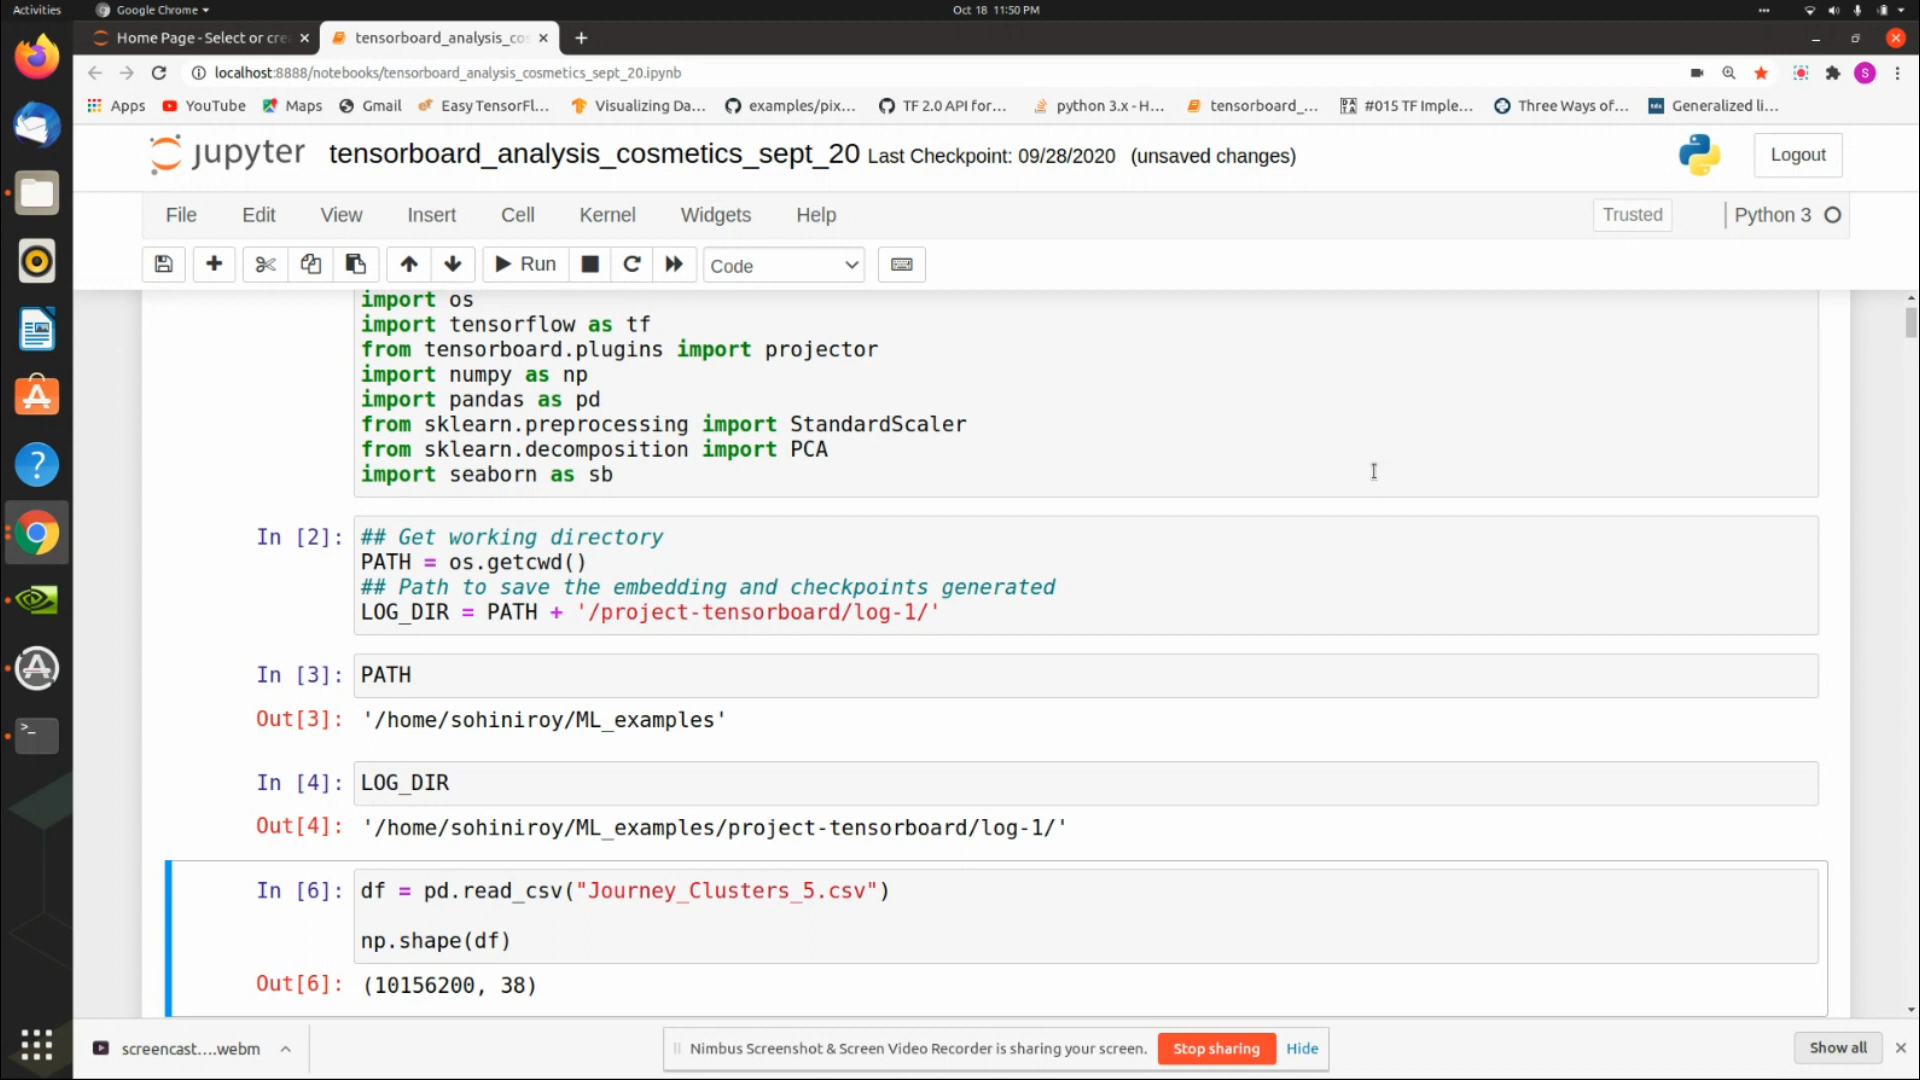 Activities
Google Chrome
Oct 18 11:50 PM
Home Page - Select or cre
tensorboard_analysis_co
localhost:8888/notebooks/tensorboard_analysis_cosmetics_sept_20.ipynb
S
Apps
YouTube
Maps
Gmail
Easy TensorFl...
Visualizing Da...
examples/pix...
TF 2.0 API for...
python 3.x - H...
tensorboard_...
#015 TF Imple...
Three Ways of...
Generalized li...
jupyter
tensorboard_analysis_cosmetics_sept_20
Last Checkpoint: 09/28/2020
(unsaved changes)
Logout
File
Edit
View
Insert
Cell
Kernel
Widgets
Help
Trusted
Python 3
Run
Code
import os
import tensorflow as tf
from tensorboard.plugins import projector
import numpy as np
import pandas as pd
from sklearn.preprocessing import StandardScaler
from sklearn.decomposition import PCA
import seaborn as sb
In [2]:
## Get working directory
PATH = os.getcwd()
## Path to save the embedding and checkpoints generated
LOG_DIR = PATH + '/project-tensorboard/log-1/'
In [3]:
PATH
Out[3]:
'/home/sohiniroy/ML_examples'
In [4]:
LOG_DIR
Out[4]:
'/home/sohiniroy/ML_examples/project-tensorboard/log-1/'
In [6]:
df = pd.read_csv("Journey_Clusters_5.csv")
np.shape(df)
Out[6]:
(10156200, 38)
screencast....webm
Nimbus Screenshot & Screen Video Recorder is sharing your screen.
Stop sharing
Hide
Show all